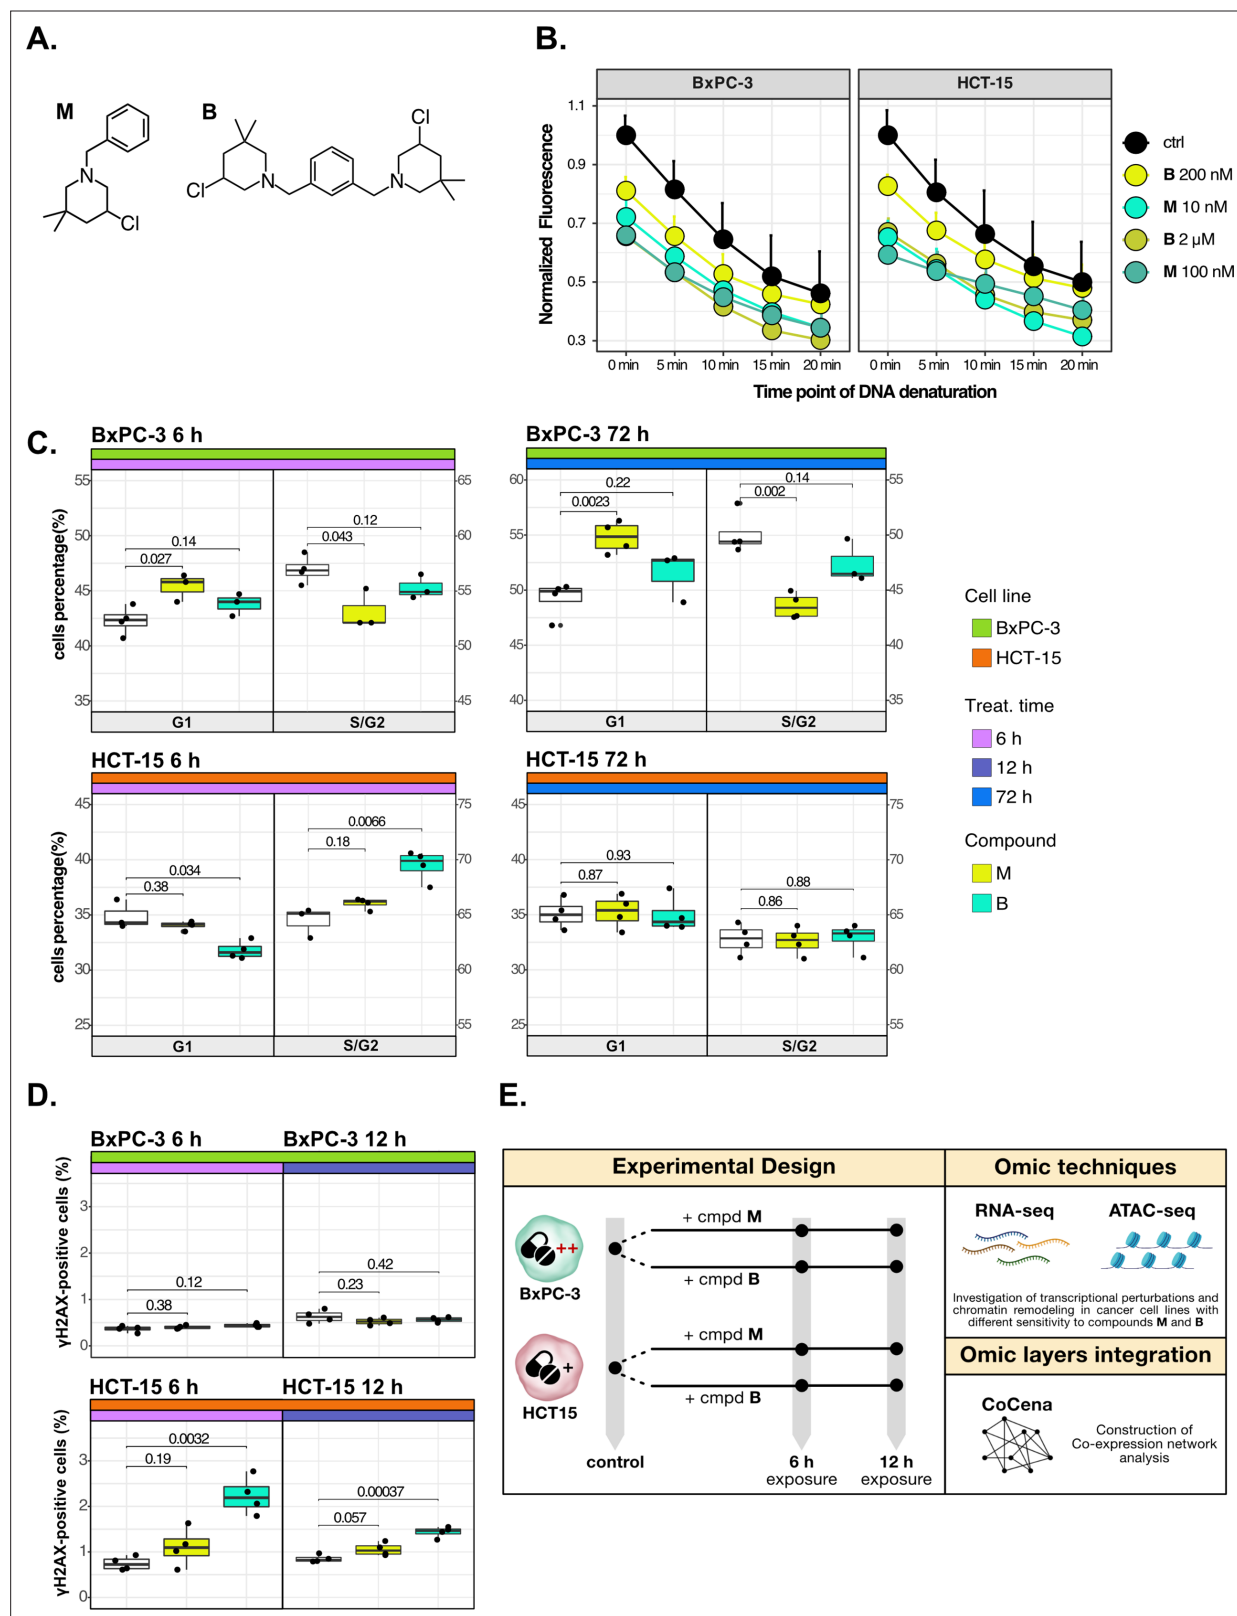 A.
M
N
Cl
B
Cl
N
N
Cl
B.
BxPC-3
HCT-15
Normalized Fluorescence
1.1
0.9
0.7
0.5
0.3
0 min
5 min
10 min
15 min
20 min
0 min
5 min
10 min
15 min
20 min
Time point of DNA denaturation
ctrl
B 200 nM
M 10 nM
B 2 µM
M 100 nM
C.
BxPC-3 6 h
cells percentage(%)
55
50
45
40
35
0.14
0.027
0.12
0.043
65
60
55
50
45
G1
S/G2
BxPC-3 72 h
60
55
50
45
40
0.22
0.0023
0.14
0.002
55
50
45
40
35
G1
S/G2
HCT-15 6 h
cells percentage(%)
45
40
35
30
25
0.034
0.38
0.0066
0.18
75
70
65
60
55
G1
S/G2
HCT-15 72 h
45
40
35
30
25
0.93
0.87
0.88
0.86
75
70
65
60
55
G1
S/G2
Cell line
BxPC-3
HCT-15
Treat. time
6 h
12 h
72 h
Compound
M
B
D.
BxPC-3 6 h
BxPC-3 12 h
γH2AX-positive cells (%)
3
2
1
0
0.12
0.38
0.42
0.23
HCT-15 6 h
HCT-15 12 h
γH2AX-positive cells (%)
3
2
1
0
0.0032
0.19
0.00037
0.057
E.
Experimental Design
++
BxPC-3
+ cmpd M
+ cmpd B
+
HCT15
+ cmpd M
+ cmpd B
control
6 h
exposure
12 h
exposure
Omic techniques
RNA-seq
ATAC-seq
Investigation of transcriptional perturbations and
chromatin remodeling in cancer cell lines with
different sensitivity to compounds M and B
Omic layers integration
CoCena
Construction of
Co-expression network
analysis